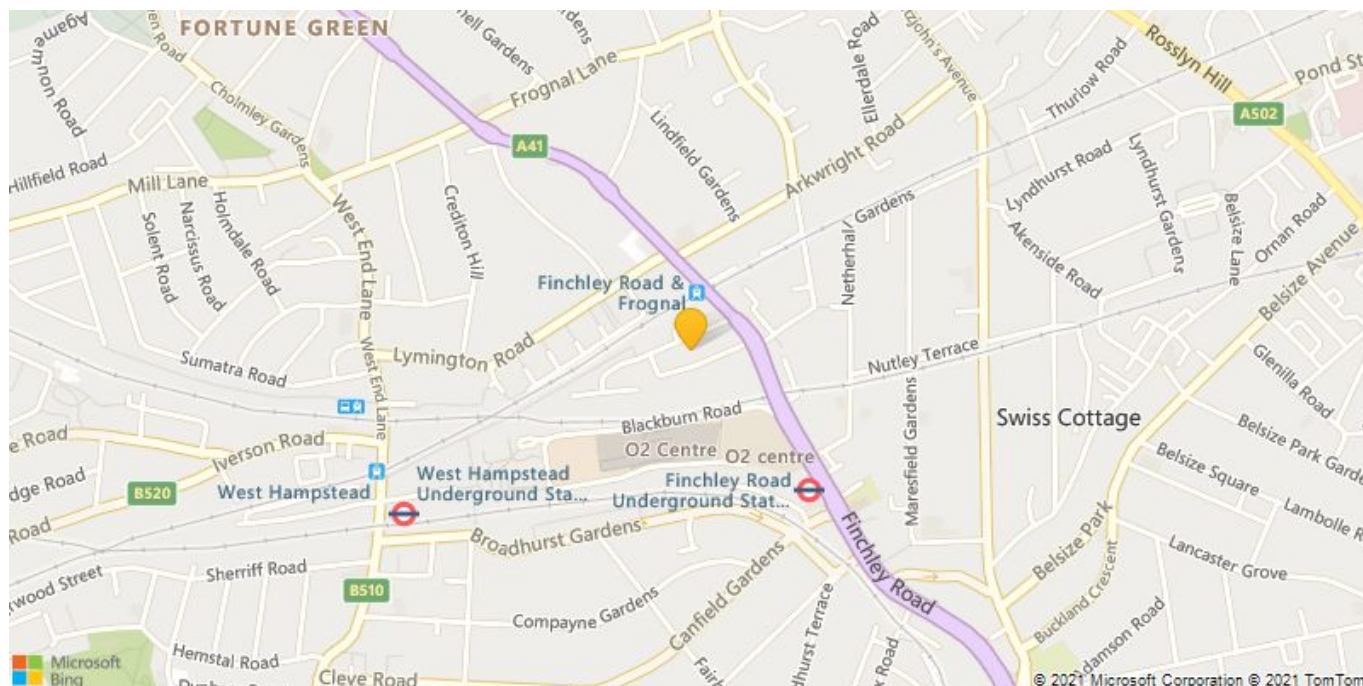 FORTUNE GREEN
Hillfield Road
Mill Lane
Cholmley Gardens
Frognal Lane
A41
Lindfield Gardens
Ellerdale Road
Arkwright Road
Thurlow Road
Rosslyn Hill
Pond St
A502
Solent Road
Narcissus Road
Holmdale Road
West End Lane
Crediton Hill
Lyndhurst Road
Lyndhurst Gardens
Belsize Lane
Ornan Road
Akenside Road
Netherhall Gardens
Finchley Road &
Frognal
Belsize Avenue
Sumatra Road
Lymington Road
West End Lane
Nutley Terrace
Glenilla Road
Blackburn Road
Maresfield Gardens
Swiss Cottage
Iverson Road
O2 Centre
O2 centre
Belsize Park Garde
Belsize Square
B520
West Hampstead
West Hampstead
Underground Sta...
Finchley Road
Underground Stat...
Lambolle R
Broadhurst Gardens
Finchley Road
Belsize Park
Lancaster Grove
Sherriff Road
B510
Compayne Gardens
Canfield Gardens
Buckland Crescent
Hemstal Road
Cleve Road
Adamson Road
Microsoft
Bing
© 2021 Microsoft Corporation © 2021 TomTom